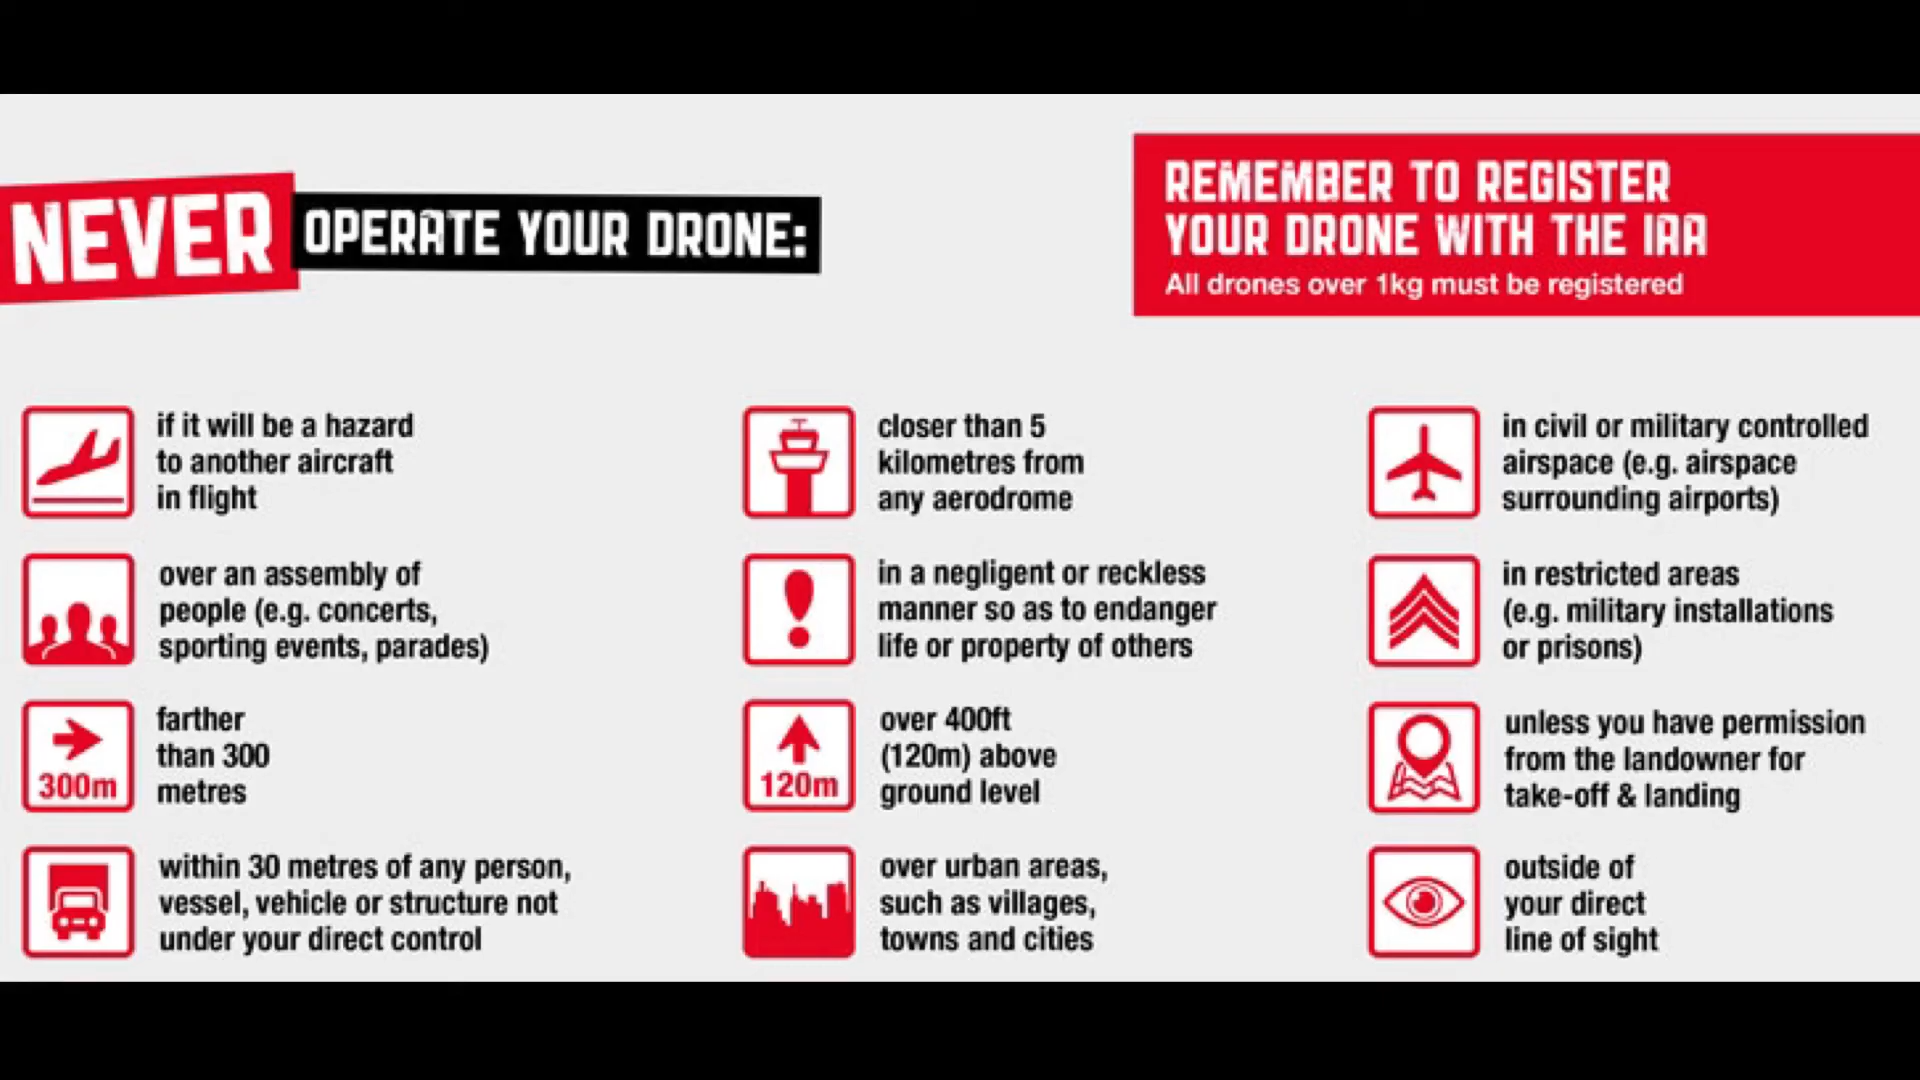 NEVER OPERATE YOUR DRONE:
REMEMBER TO REGISTER
YOUR DRONE WITH THE IAA
All drones over 1kg must be registered
if it will be a hazard
to another aircraft
in flight
closer than 5
kilometres from
any aerodrome
in civil or military controlled
airspace (e.g. airspace
surrounding airports)
over an assembly of
people (e.g. concerts,
sporting events, parades)
in a negligent or reckless
manner so as to endanger
life or property of others
in restricted areas
(e.g. military installations
or prisons)
300m
farther
than 300
metres
120m
over 400ft
(120m) above
ground level
unless you have permission
from the landowner for
take-off & landing
within 30 metres of any person,
vessel, vehicle or structure not
under your direct control
over urban areas,
such as villages,
towns and cities
outside of
your direct
line of sight